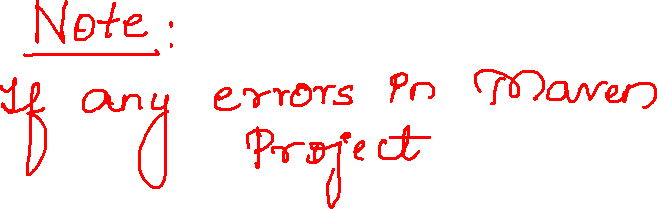 Note:
If any errors in Maven
Project